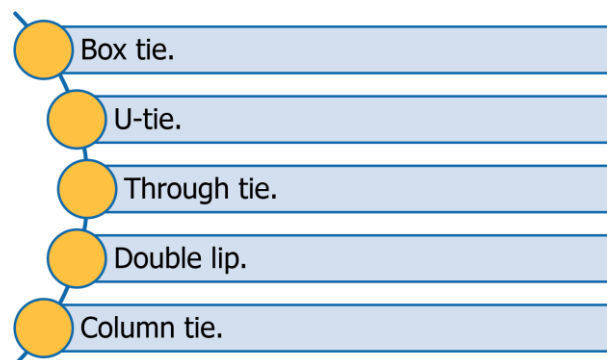 Box tie.
U-tie.
Through tie.
Double lip.
Column tie.